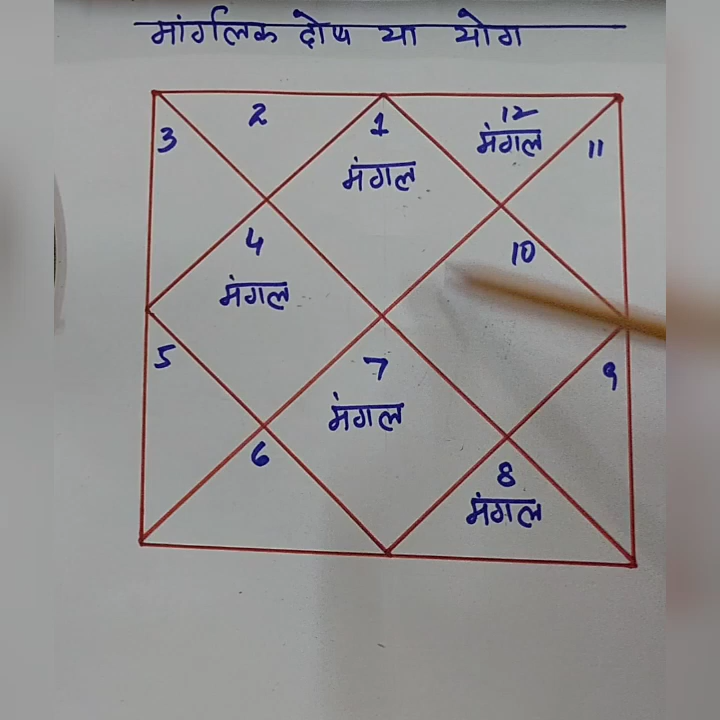 मांगलिक दोष या योग
2 1 12
3 मंगल 11
मंगल
4 10
मंगल
5 7 9
मंगल
6 8
मंगल